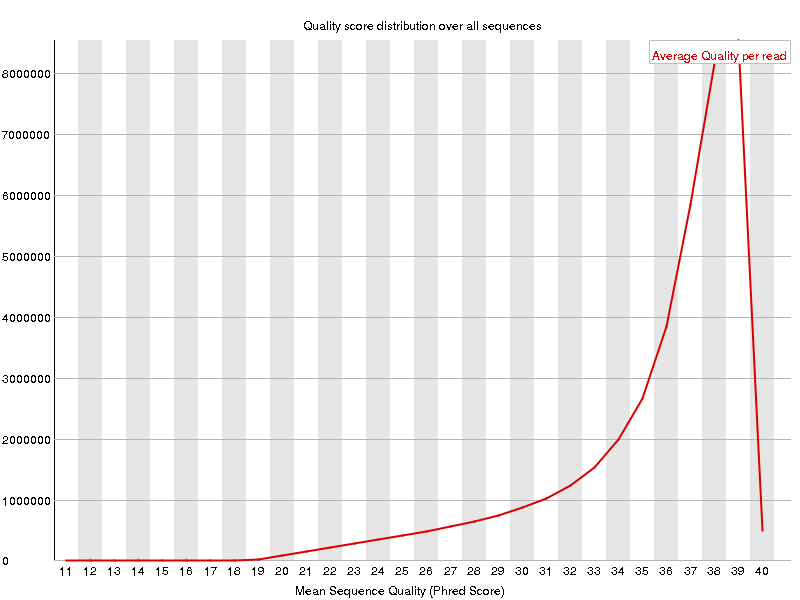 Quality score distribution over all sequences
Average Quality per read
8000000
7000000
6000000
5000000
4000000
3000000
2000000
1000000
0
11 12 13 14 15 16 17 18 19 20 21 22 23 24 25 26 27 28 29 30 31 32 33 34 35 36 37 38 39 40
Mean Sequence Quality (Phred Score)